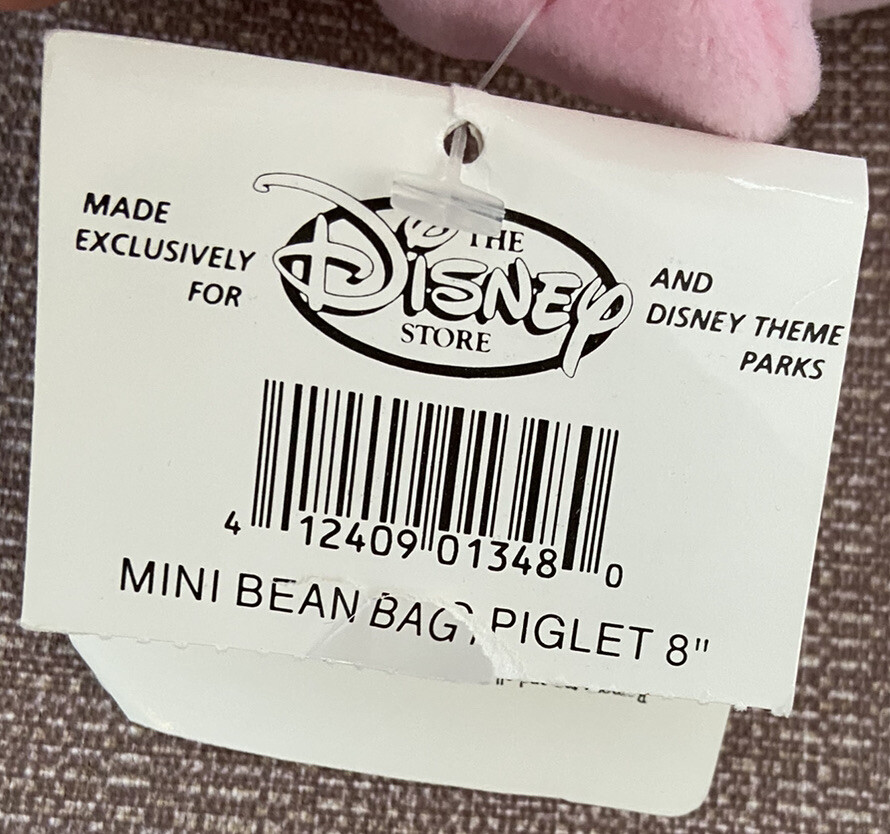 MADE
EXCLUSIVELY
FOR
THE
DISNEY
STORE
AND
DISNEY THEME
PARKS
4 12409 01348 0
MINI BEAN BAG PIGLET 8"